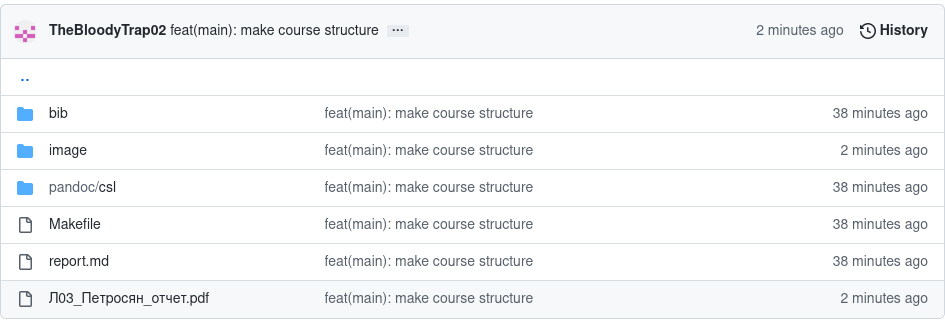 TheBloodyTrap02 feat(main): make course structure ... 2 minutes ago History
..
bib feat(main): make course structure 38 minutes ago
image feat(main): make course structure 2 minutes ago
pandoc/csl feat(main): make course structure 38 minutes ago
Makefile feat(main): make course structure 38 minutes ago
report.md feat(main): make course structure 38 minutes ago
Л03_Петросян_отчет.pdf feat(main): make course structure 2 minutes ago